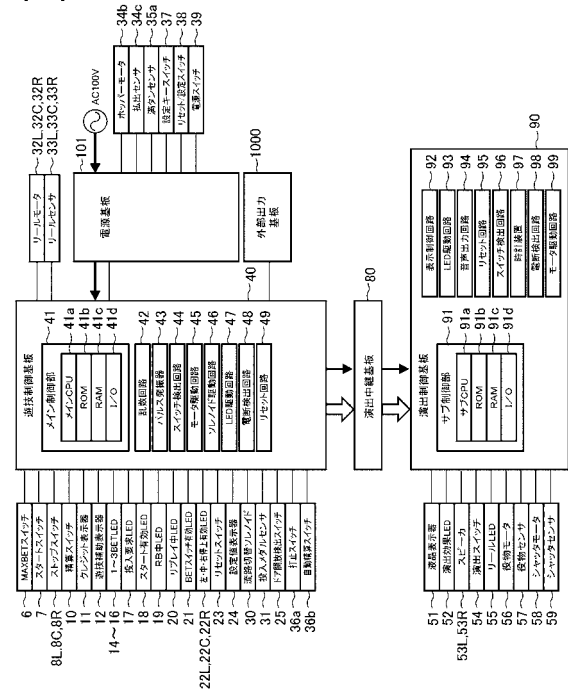 6 MAXBETスイッチ
7 スタートスイッチ
8L,8C,8R ストップスイッチ
10 精算スイッチ
11 クレジット表示器
12 遊技補助表示器
14〜16 1〜3BETLED
17 投入要求LED
18 スタート有効LED
19 RB中LED
20 リプレイ中LED
21 BETスイッチ有効LED
22L,22C,22R 左・中・右停止有効LED
23 リセットスイッチ
24 設定値表示器
30 流路切替ソレノイド
31 投入メダルセンサ
25 ドア開放検出スイッチ
36a 打止スイッチ
36b 自動精算スイッチ
遊技制御基板
40
メイン制御部 41
メインCPU 41a
ROM 41b
RAM 41c
I/O 41d
乱数回路 42
パルス発振器 43
スイッチ検出回路 44
モータ駆動回路 45
ソレノイド駆動回路 46
LED駆動回路 47
電断検出回路 48
リセット回路 49
リールモータ 32L,32C,32R
リールセンサ 33L,33C,33R
電源基板
101
AC100V
ホッパーモータ 34b
払出センサ 34c
満タンセンサ 35a
設定キースイッチ 37
リセット/設定スイッチ 38
電源スイッチ 39
外部出力
基板
1000
演出中継基板
80
51 液晶表示器
52 演出効果LED
53L,53R スピーカ
54 演出スイッチ
55 リールLED
56 役物モータ
57 役物センサ
58 シャッタモータ
59 シャッタセンサ
演出制御基板
90
サブ制御部 91
サブCPU 91a
ROM 91b
RAM 91c
I/O 91d
表示制御回路 92
LED駆動回路 93
音声出力回路 94
リセット回路 95
スイッチ検出回路 96
時計装置 97
電断検出回路 98
モータ駆動回路 99